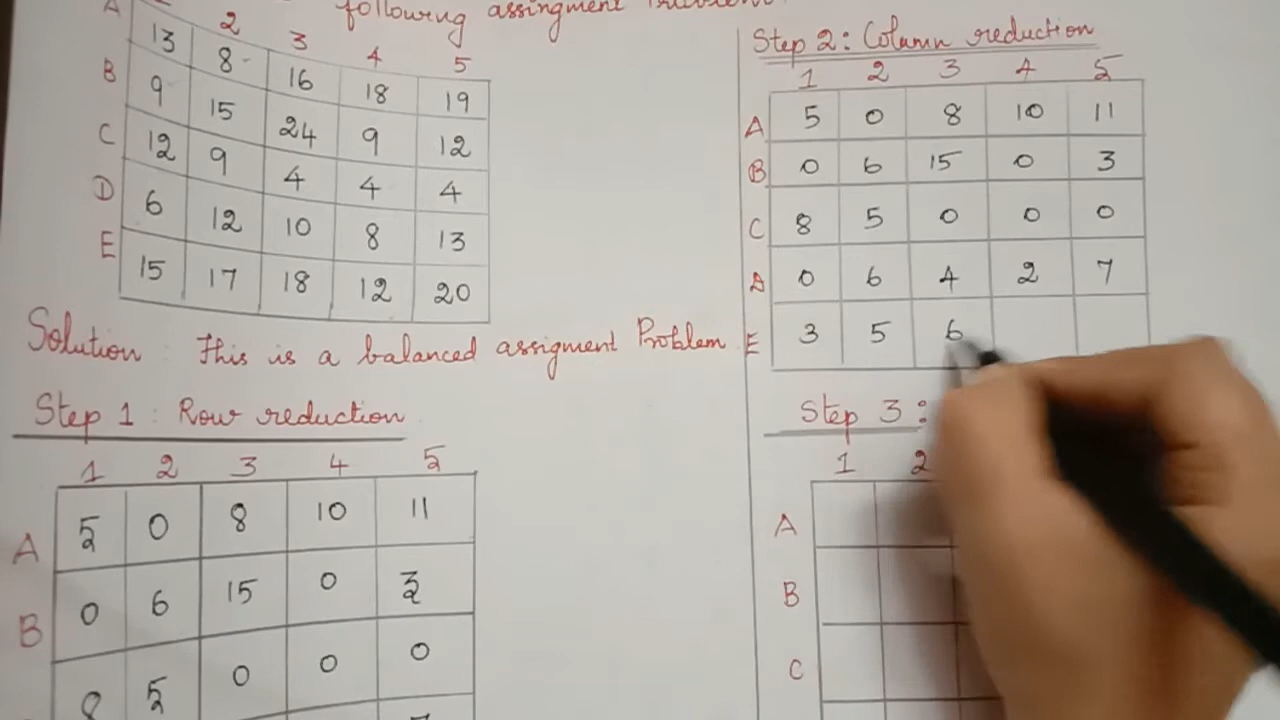 following assingment
A 2 3 4 5
13 8 16 18 19
B 9 15 24 9 12
C 12 9 4 4 4
D 6 12 10 8 13
E 15 17 18 12 20
Solution : This is a balanced assigment Problem
Step 1 : Row reduction
1 2 3 4 5
A 5 0 8 10 11
B 0 6 15 0 3
8 5 0 0 0
Step 2 : Column reduction
1 2 3 4 5
A 5 0 8 10 11
B 0 6 15 0 3
C 8 5 0 0 0
D 0 6 4 2 7
E 3 5 6
Step 3 :
1 2
A
B
C